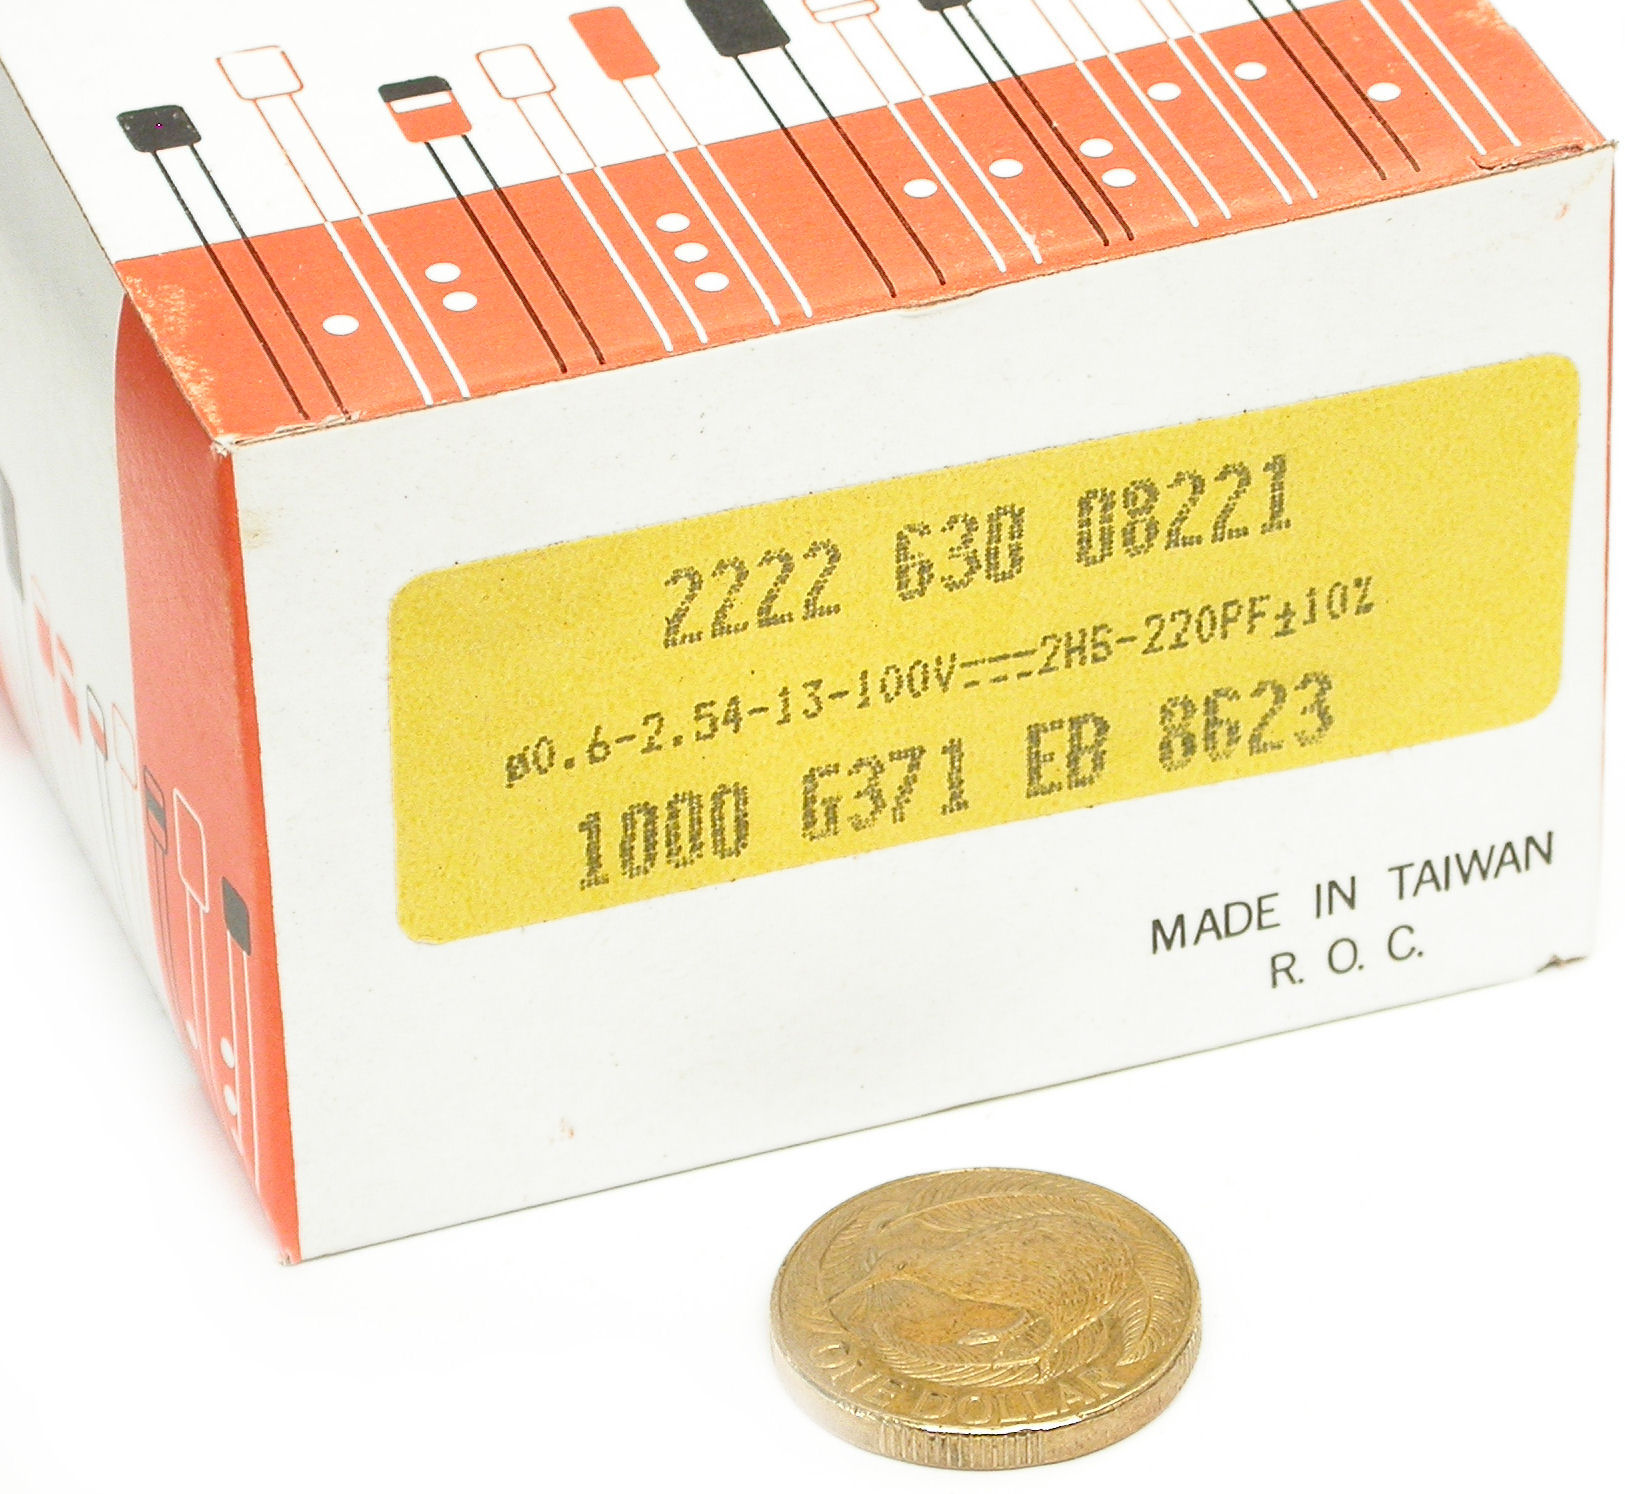 2222 630 08221
ø0.6-2.54-13-100V⎓2H6-220PF±10%
1000 G371 EB 8623
MADE IN TAIWAN
R. O. C.
ONE DOLLAR